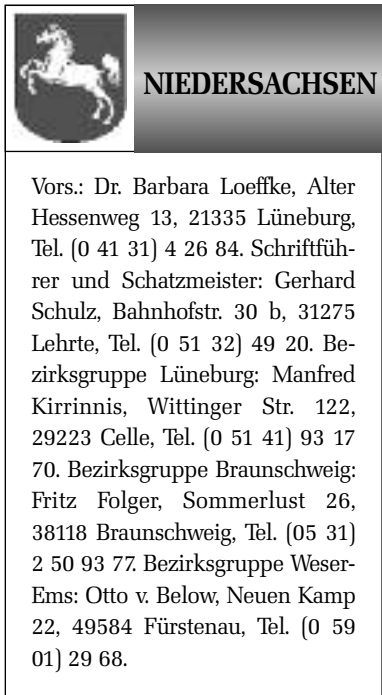 NIEDERSACHSEN
Vors.: Dr. Barbara Loeffke, Alter
Hessenweg 13, 21335 Lüneburg,
Tel. (0 41 31) 4 26 84. Schriftfüh-
rer und Schatzmeister: Gerhard
Schulz, Bahnhofstr. 30 b, 31275
Lehrte, Tel. (0 51 32) 49 20. Be-
zirksgruppe Lüneburg: Manfred
Kirrinnis, Wittinger Str. 122,
29223 Celle, Tel. (0 51 41) 93 17
70. Bezirksgruppe Braunschweig:
Fritz Folger, Sommerlust 26,
38118 Braunschweig, Tel. (05 31)
2 50 93 77. Bezirksgruppe Weser-
Ems: Otto v. Below, Neuen Kamp
22, 49584 Fürstenau, Tel. (0 59
01) 29 68.